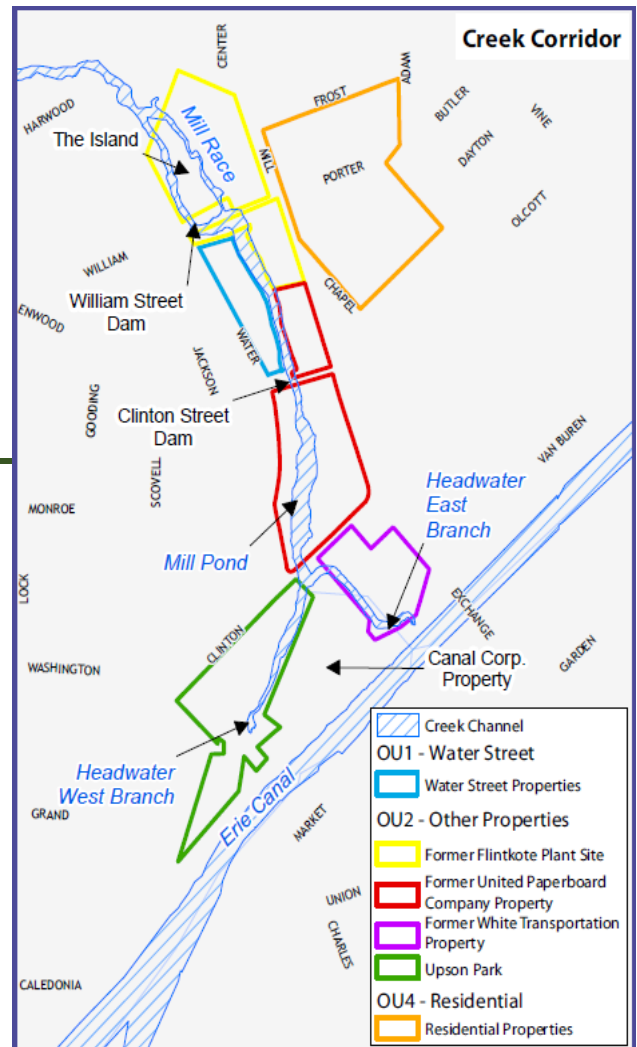 Creek Corridor
CENTER
ADAM
FROST
BUTLER
VINE
HARWOOD
The Island
Mill Race
MILL
PORTER
DAYTON
OLCOTT
WILLIAM
William Street
Dam
CHAPEL
ENWOOD
WATER
JACKSON
GOODING
Clinton Street
Dam
VAN BUREN
SCOVELL
MONROE
Headwater
East
Branch
Mill Pond
LOCK
EXCHANGE
CLINTON
GARDEN
WASHINGTON
Canal Corp.
Property
Headwater
West Branch
Erie Canal
GRAND
MARKET
UNION
CHARLES
CALEDONIA
Creek Channel
OU1 - Water Street
Water Street Properties
OU2 - Other Properties
Former Flintkote Plant Site
Former United Paperboard
Company Property
Former White Transportation
Property
Upson Park
OU4 - Residential
Residential Properties